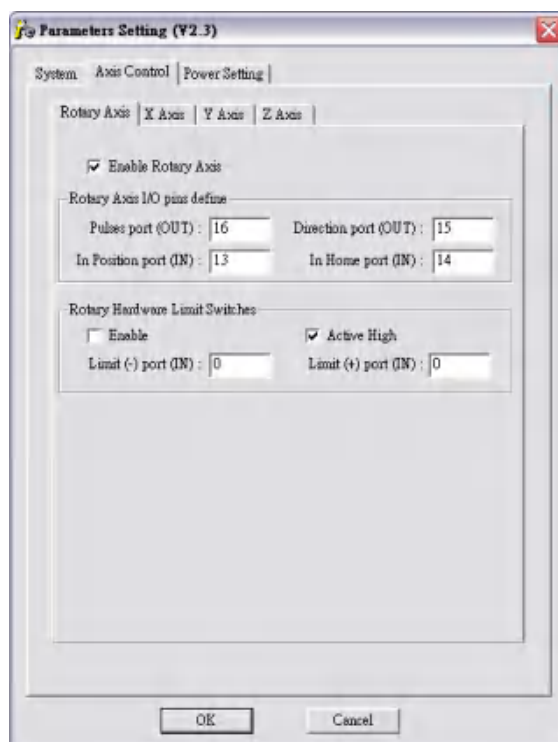 Parameters Setting (V2.3)
System Axis Control Power Setting
Rotary Axis X Axis Y Axis Z Axis
Enable Rotary Axis
Rotary Axis I/O pins define
Pulses port (OUT) : 16 Direction port (OUT) : 15
In Position port (IN) : 13 In Home port (IN) : 14
Rotary Hardware Limit Switches
Enable Active High
Limit (-) port (IN) : 0 Limit (+) port (IN) : 0
OK Cancel